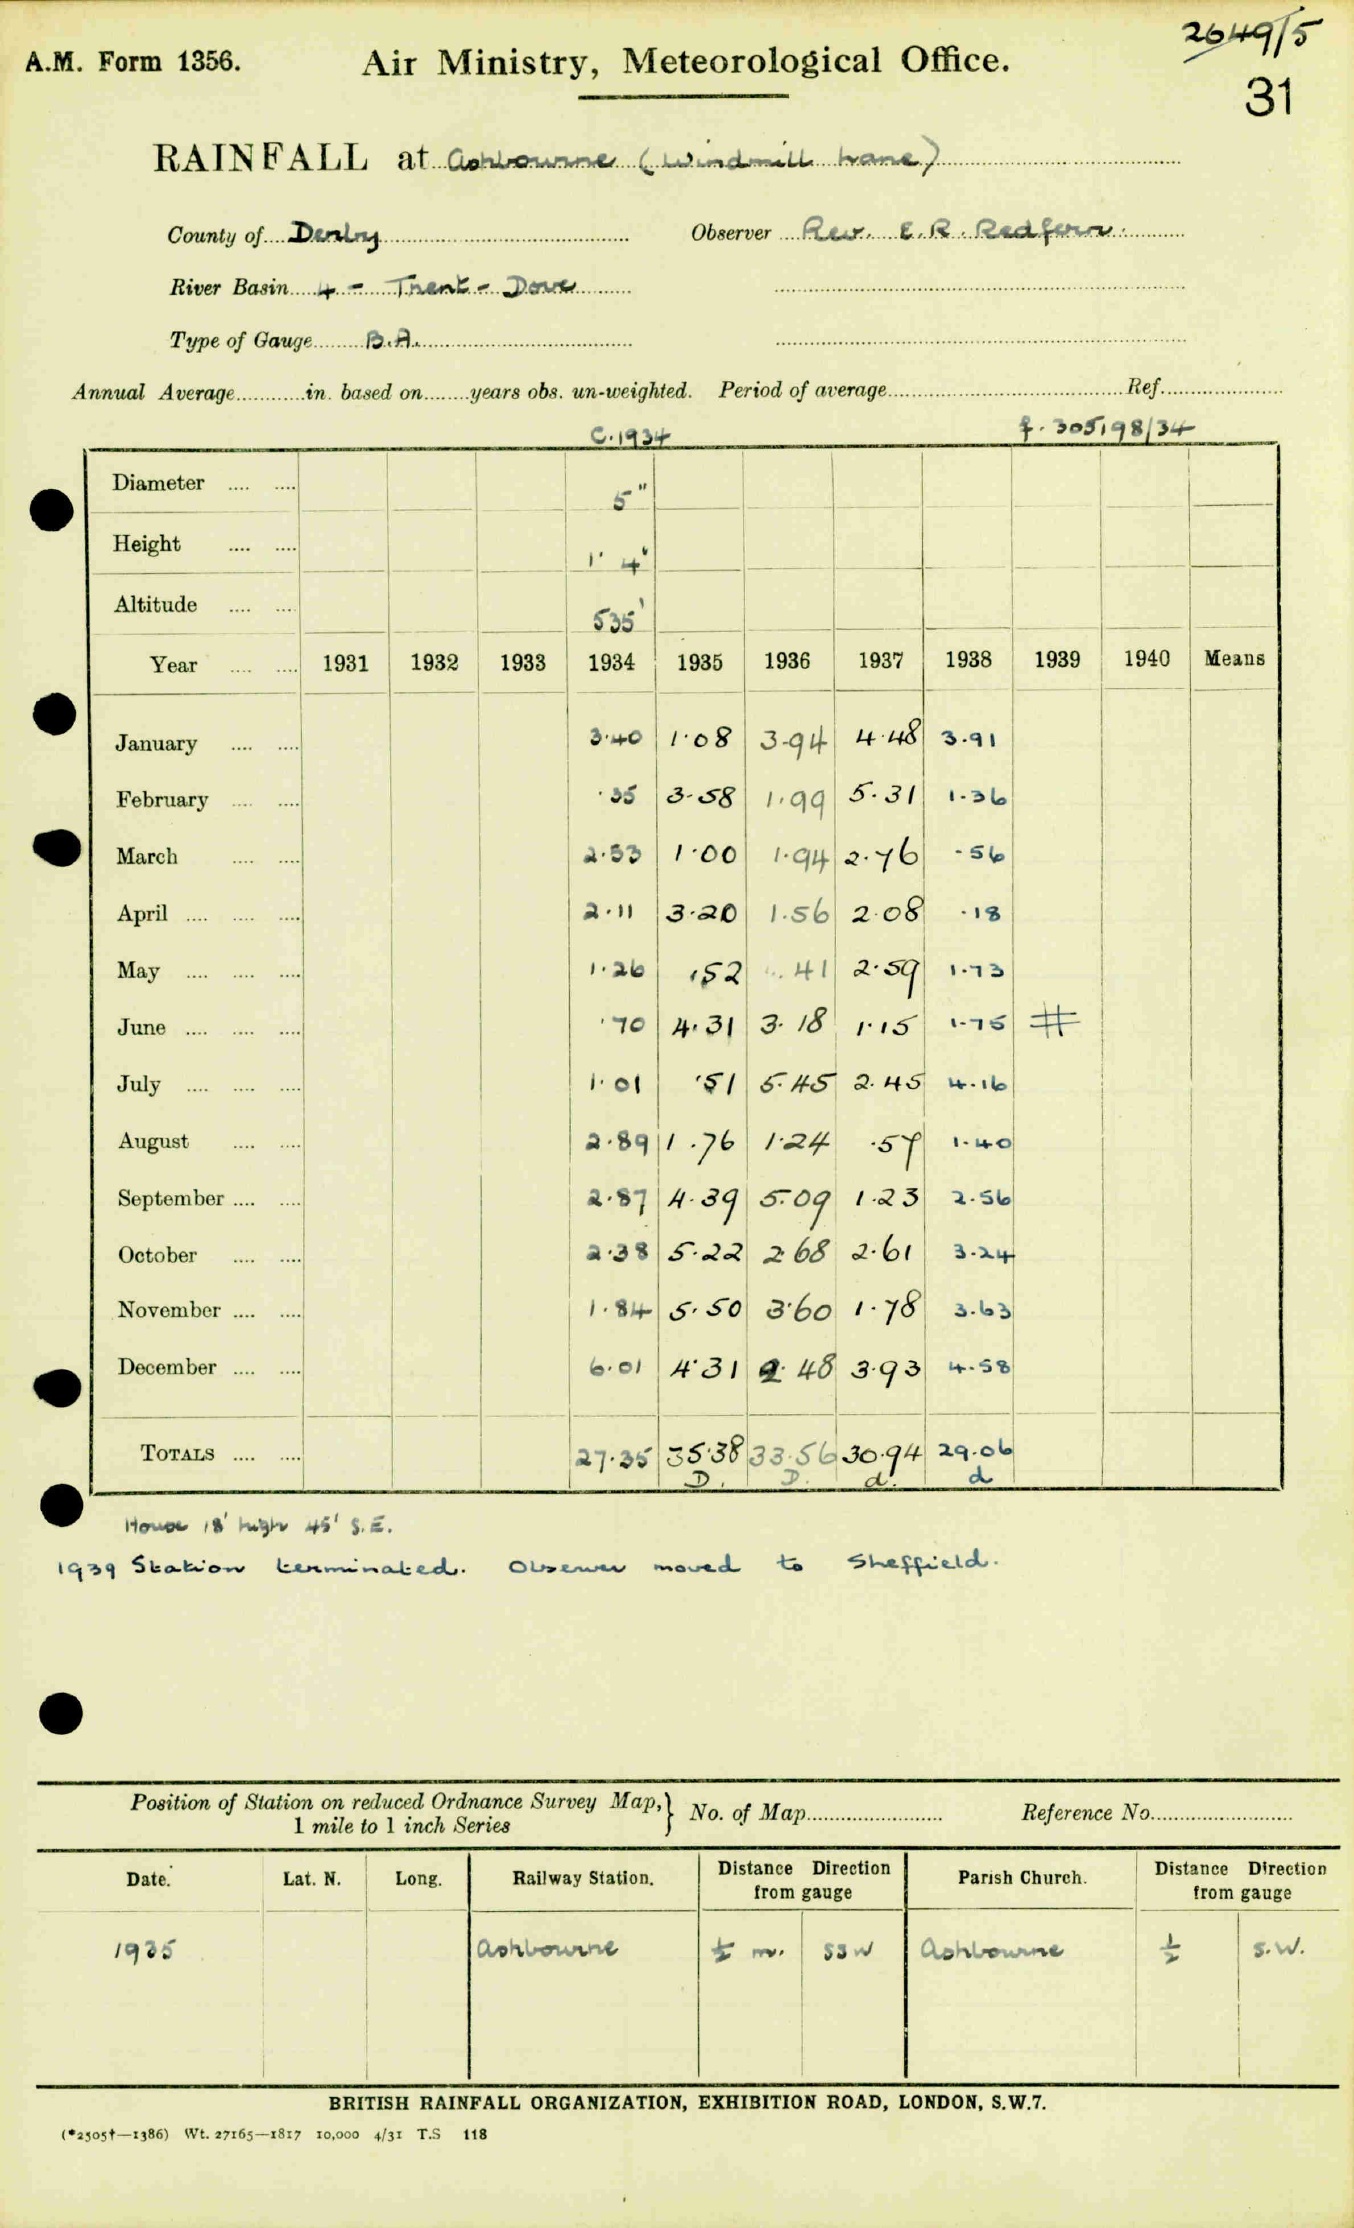 2649/5
A.M. Form 1356. Air Ministry, Meteorological Office.
31
RAINFALL at Ashbourne (Windmill Lane)
County of Derby Observer Rev. E. R. Redfern.
River Basin 4 - Trent - Dove
Type of Gauge B.A.
Annual Average in. based on years obs. un-weighted. Period of average Ref.
C.1934 f. 305198/34
Diameter 5"
Height 1' 4"
Altitude 535'
Year 1931 1932 1933 1934 1935 1936 1937 1938 1939 1940 Means
January 3.40 1.08 3.94 4.48 3.91
February .35 3.58 1.99 5.31 1.36
March 2.53 1.00 1.94 2.76 .56
April 2.11 3.20 1.56 2.08 .18
May 1.26 .52 .41 2.59 1.73
June .70 4.31 3.18 1.15 1.75 #
July 1.01 .51 5.45 2.45 4.16
August 2.89 1.76 1.24 .57 1.40
September 2.87 4.39 5.09 1.23 2.56
October 2.38 5.22 2.68 2.61 3.24
November 1.84 5.50 3.60 1.78 3.63
December 6.01 4.31 2.48 3.93 4.58
TOTALS 27.35 35.38 33.56 30.94 29.06
D. D. d. d
House 18' high 45' S.E.
1939 Station terminated. Observer moved to Sheffield.
Position of Station on reduced Ordnance Survey Map, } No. of Map Reference No.
1 mile to 1 inch Series
Date. Lat. N. Long. Railway Station. Distance Direction from gauge Parish Church. Distance Direction from gauge
1935 Ashbourne ½ m. SSW Ashbourne ½ S.W.
BRITISH RAINFALL ORGANIZATION, EXHIBITION ROAD, LONDON, S.W.7.
(*2505†—1386) Wt. 27165—1817 10,000 4/31 T.S 118